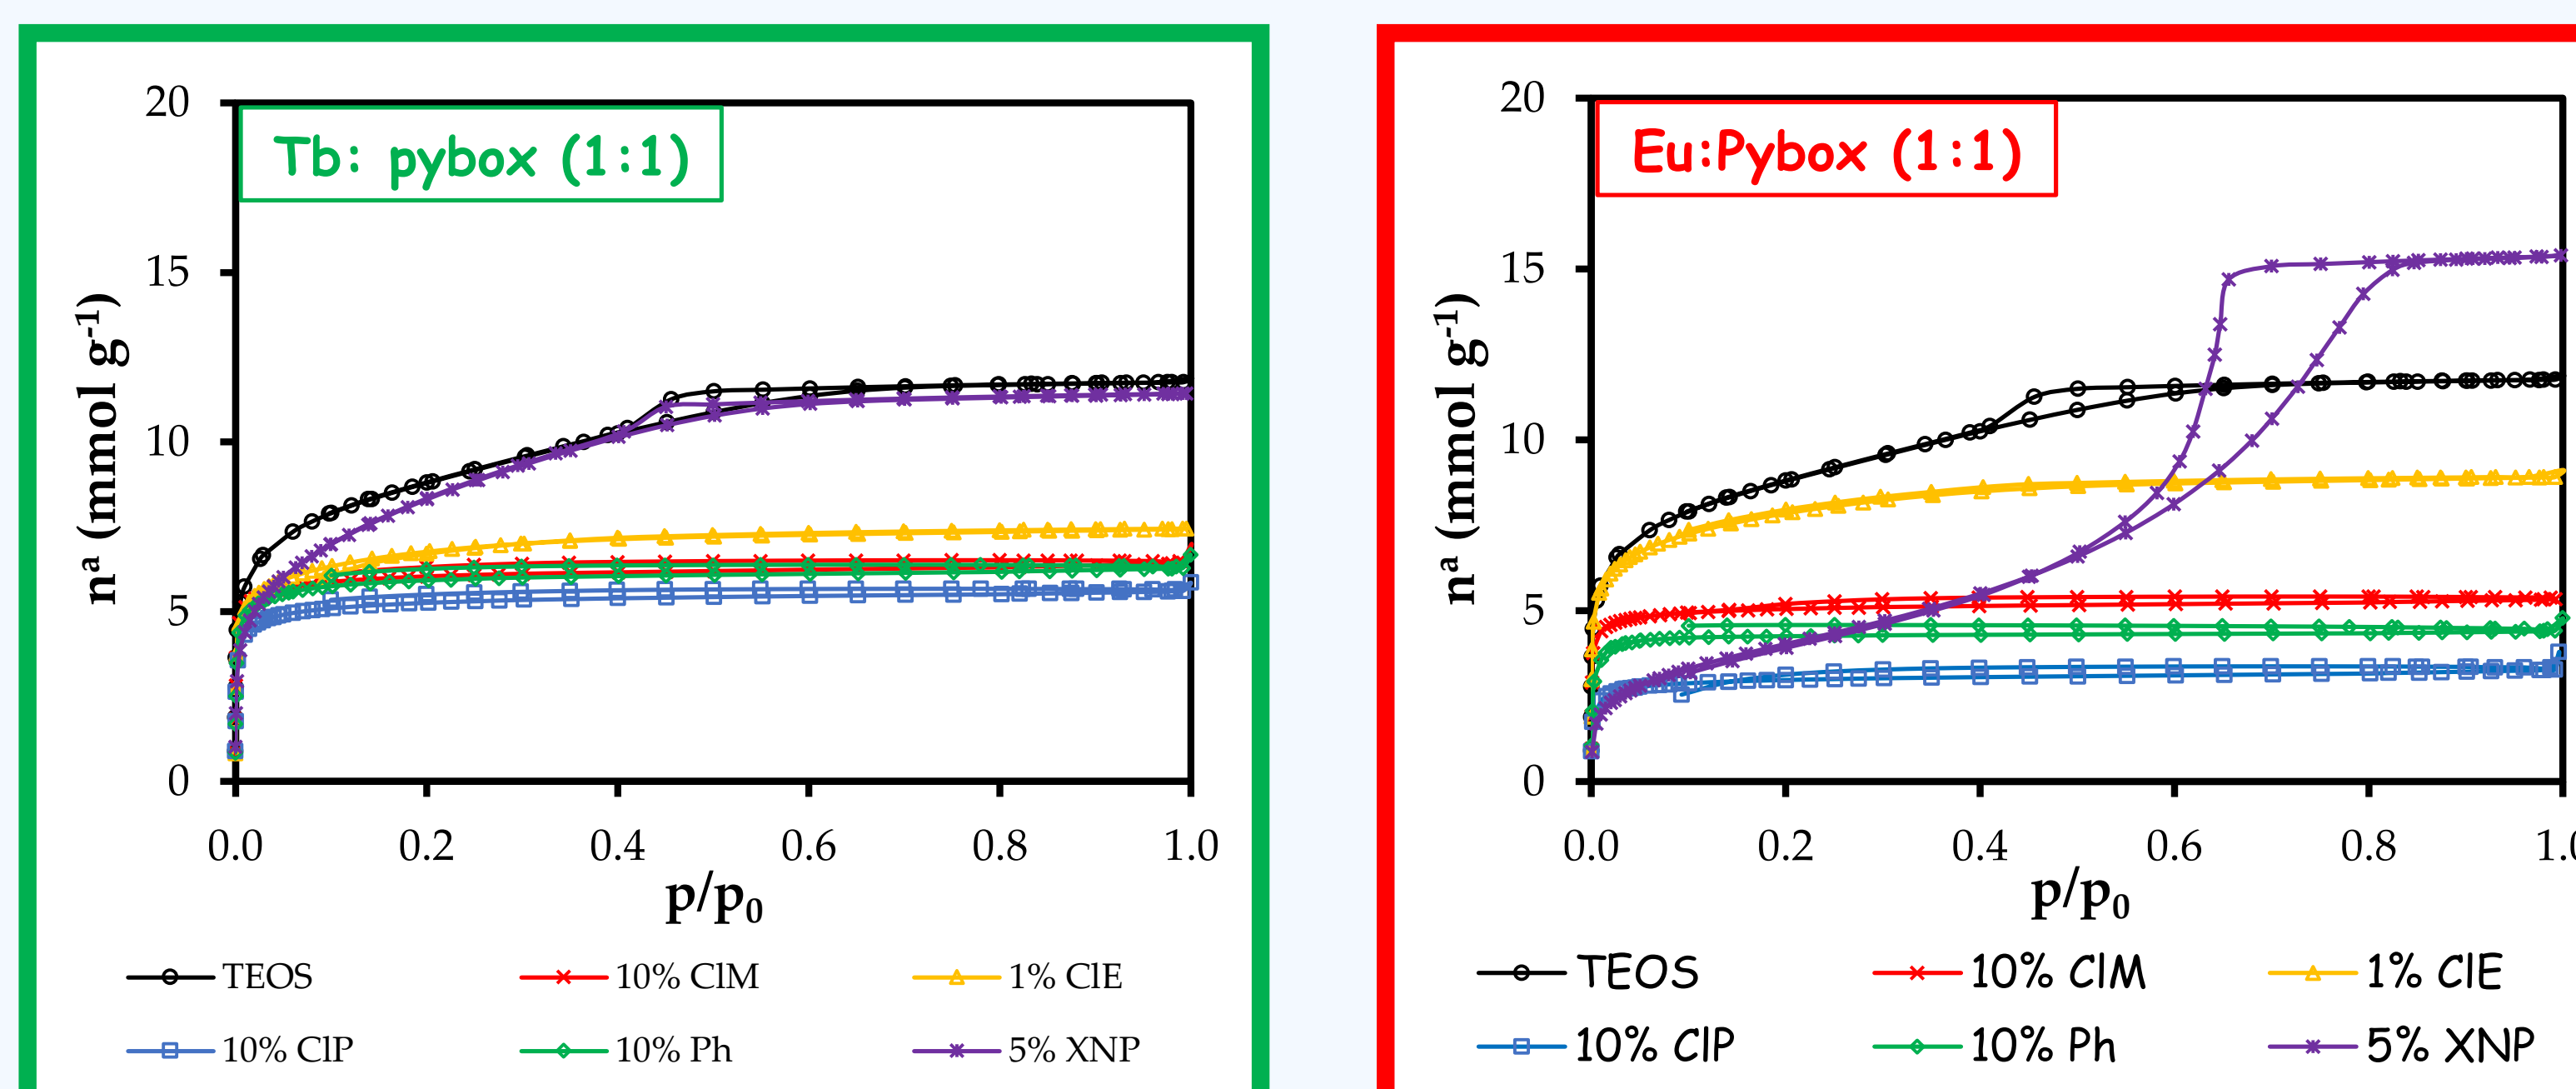 Tb: pybox (1:1)
20
15
10
5
0
nᵃ (mmol g⁻¹)
0.0 0.2 0.4 0.6 0.8 1.0
p/p₀
TEOS 10% ClM 1% ClE
10% ClP 10% Ph 5% XNP
Eu:Pybox (1:1)
20
15
10
5
0
nᵃ (mmol g⁻¹)
0.0 0.2 0.4 0.6 0.8 1.0
p/p₀
TEOS 10% ClM 1% ClE
10% ClP 10% Ph 5% XNP